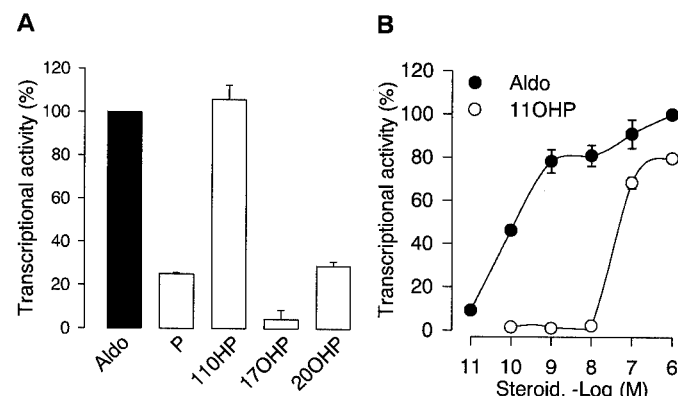 A
Transcriptional activity (%)
120
100
80
60
40
20
0
Aldo
P
110HP
17OHP
20OHP
B
Transcriptional activity (%)
120
100
80
60
40
20
0
Aldo
11OHP
11 10 9 8 7 6
Steroid, -Log (M)